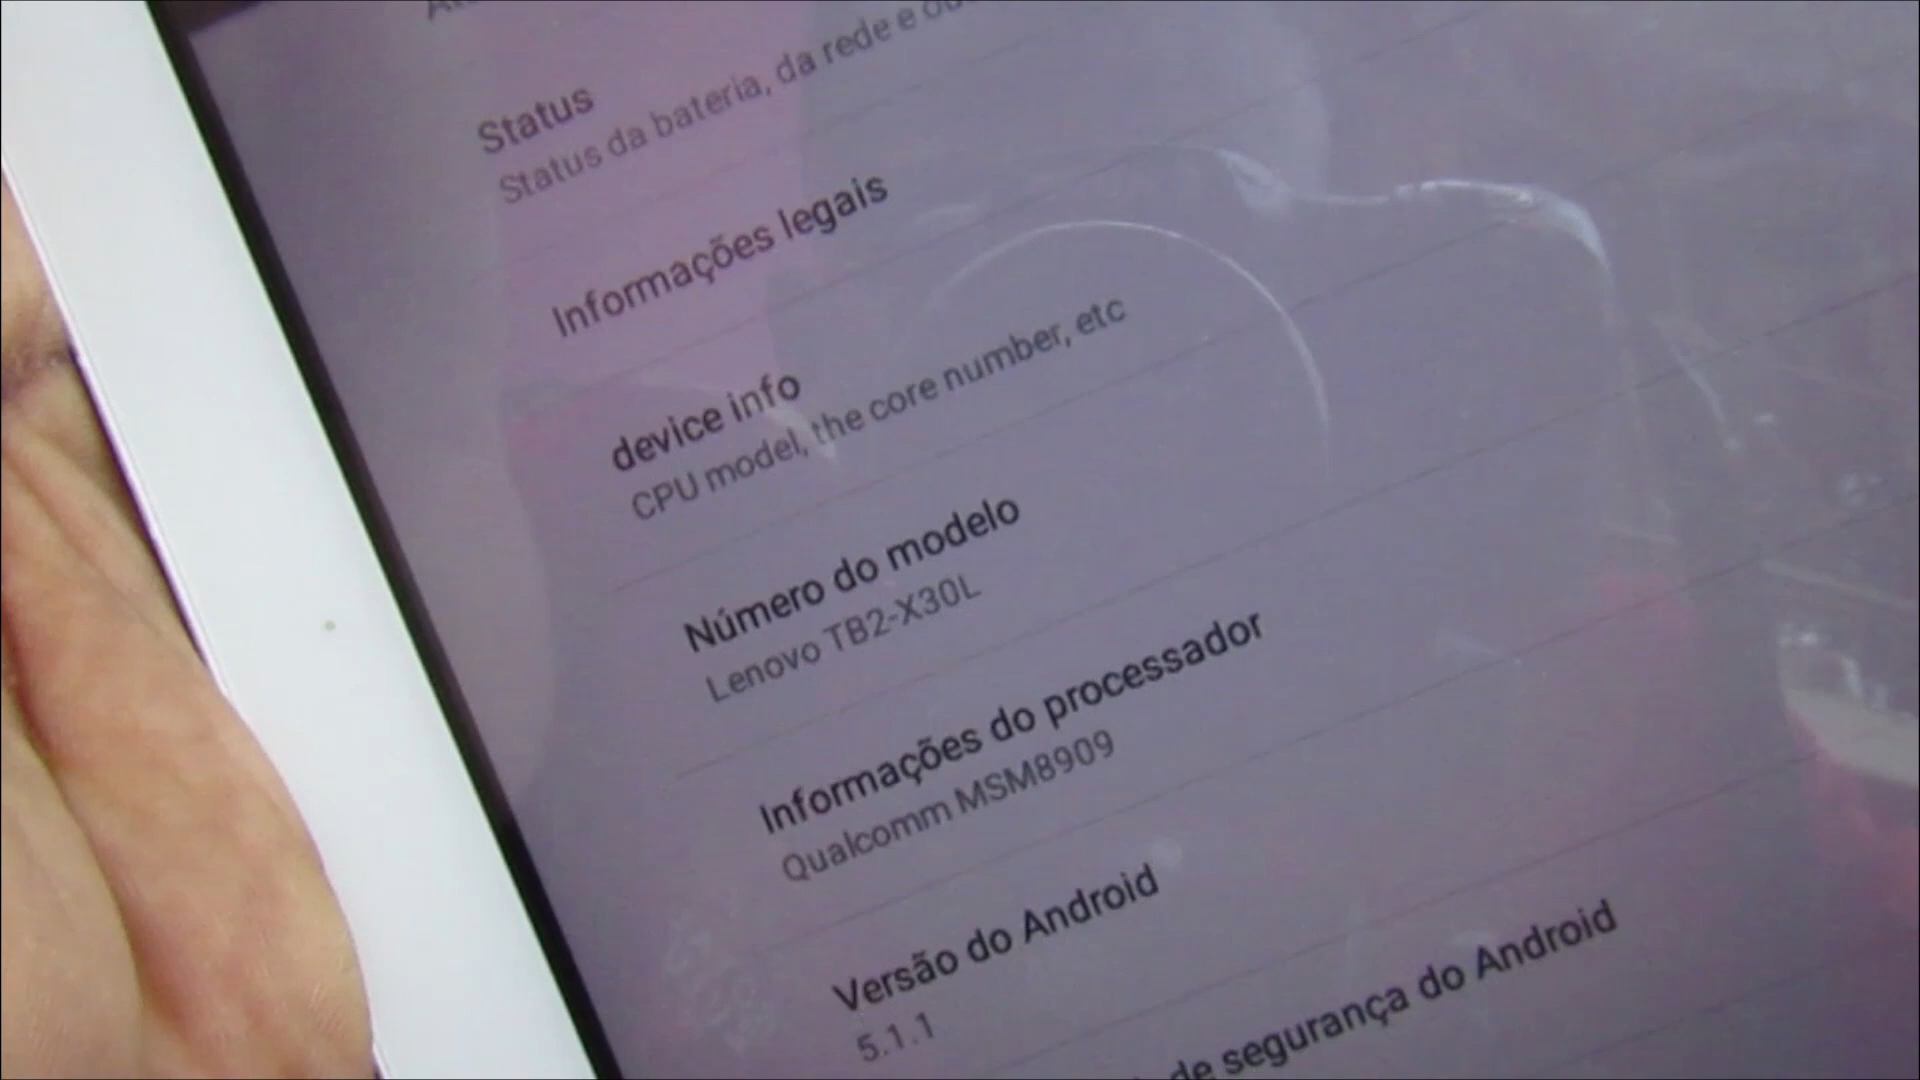 Status
Status da bateria, da rede e
Informações legais
device info
CPU model, the core number, etc
Número do modelo
Lenovo TB2-X30L
Informações do processador
Qualcomm MSM8909
Versão do Android
5.1.1
de segurança do Android